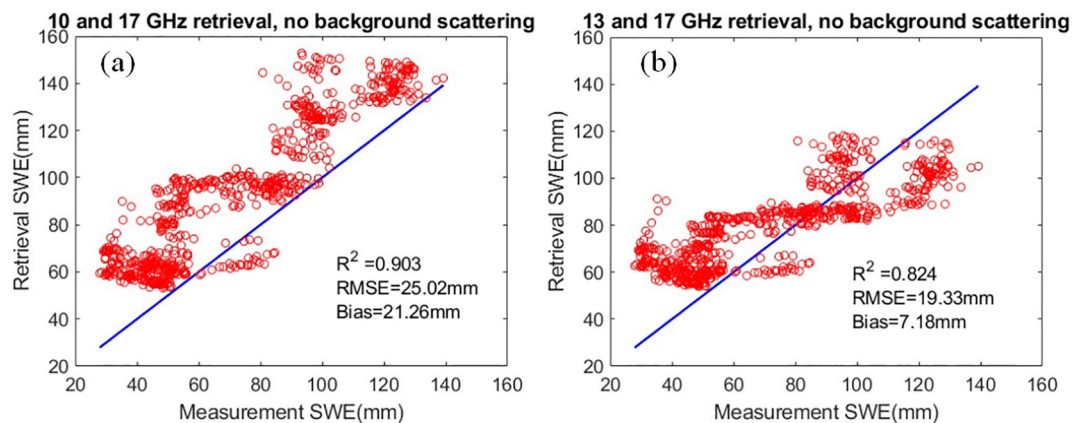 10 and 17 GHz retrieval, no background scattering
(a)
Retrieval SWE(mm)
160
140
120
100
80
60
40
20
R² =0.903
RMSE=25.02mm
Bias=21.26mm
20 40 60 80 100 120 140 160
Measurement SWE(mm)
13 and 17 GHz retrieval, no background scattering
(b)
Retrieval SWE(mm)
160
140
120
100
80
60
40
20
R² =0.824
RMSE=19.33mm
Bias=7.18mm
20 40 60 80 100 120 140 160
Measurement SWE(mm)